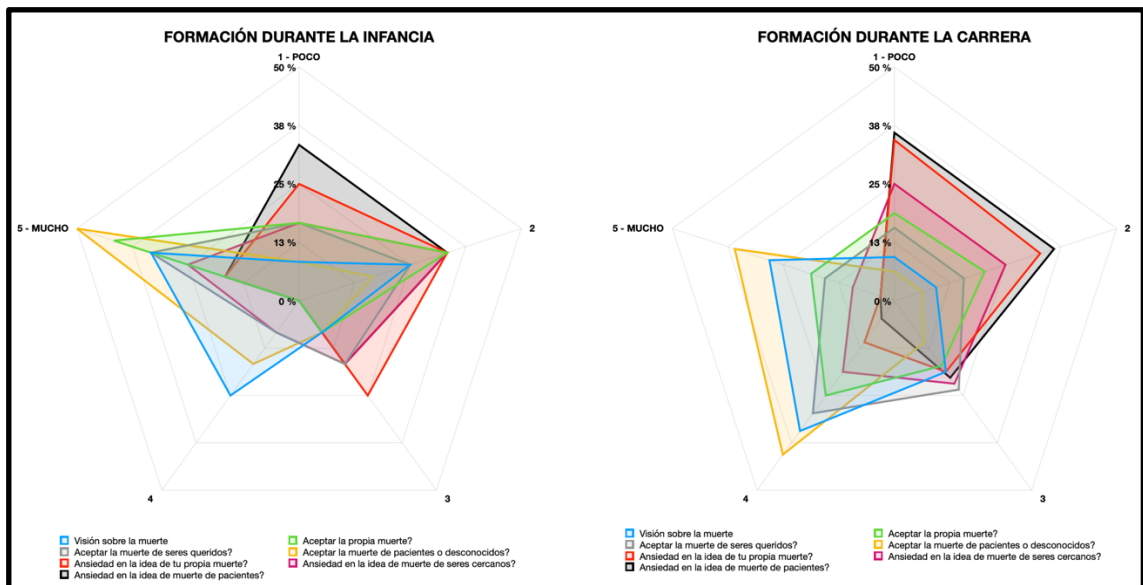 FORMACIÓN DURANTE LA INFANCIA
1 - POCO
50 %
38 %
25 %
13 %
0 %
5 - MUCHO
2
4
3
Visión sobre la muerte
Aceptar la propia muerte?
Aceptar la muerte de seres queridos?
Aceptar la muerte de pacientes o desconocidos?
Ansiedad en la idea de tu propia muerte?
Ansiedad en la idea de muerte de seres cercanos?
Ansiedad en la idea de muerte de pacientes?
FORMACIÓN DURANTE LA CARRERA
1 - POCO
50 %
38 %
25 %
13 %
0 %
5 - MUCHO
2
4
3
Visión sobre la muerte
Aceptar la propia muerte?
Aceptar la muerte de seres queridos?
Aceptar la muerte de pacientes o desconocidos?
Ansiedad en la idea de tu propia muerte?
Ansiedad en la idea de muerte de seres cercanos?
Ansiedad en la idea de muerte de pacientes?